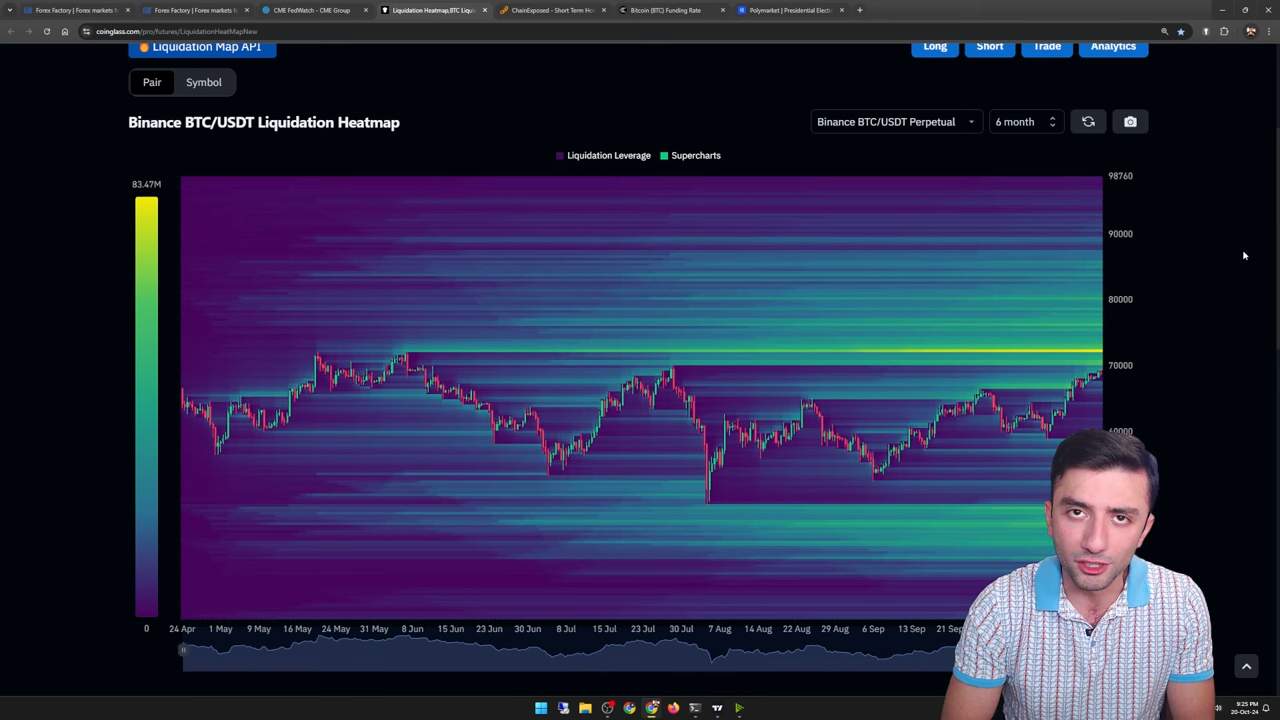 Forex Factory | Forex markets f
Forex Factory | Forex markets f
CME FedWatch - CME Group
Liquidation Heatmap,BTC Liqui
ChainExposed - Short Term Ho
Bitcoin (BTC) Funding Rate
Polymarket | Presidential Electi
coinglass.com/pro/futures/LiquidationHeatMapNew
Liquidation Map API
Long Short Trade Analytics
Pair Symbol
Binance BTC/USDT Liquidation Heatmap
Binance BTC/USDT Perpetual
6 month
Liquidation Leverage Supercharts
83.47M
98760
90000
80000
70000
60000
0
24 Apr 1 May 9 May 16 May 24 May 31 May 8 Jun 15 Jun 23 Jun 30 Jun 8 Jul 15 Jul 23 Jul 30 Jul 7 Aug 14 Aug 22 Aug 29 Aug 6 Sep 13 Sep 21 Sep
9:25 PM
20-Oct-24